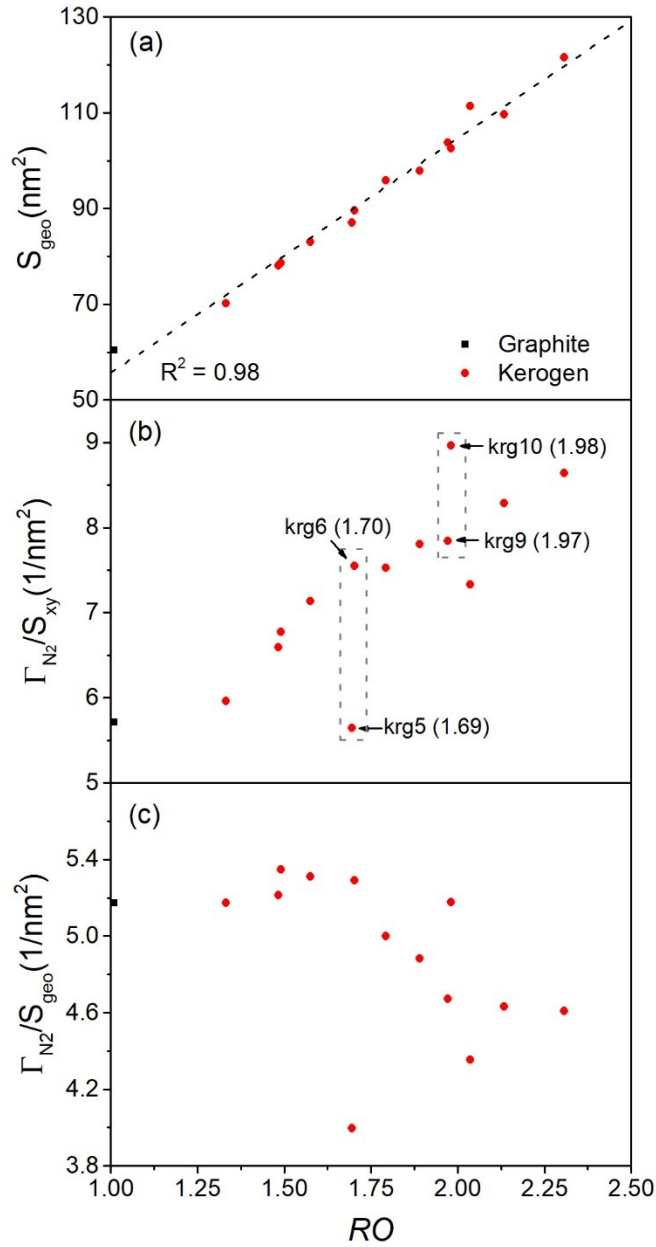 130
(a)
110
90
70
50
S_geo(nm²)
Graphite
Kerogen
R² = 0.98
(b)
9
8
7
6
5
Γ_N2/S_xy(1/nm²)
krg10 (1.98)
krg6 (1.70)
krg9 (1.97)
krg5 (1.69)
(c)
5.4
5.0
4.6
4.2
3.8
Γ_N2/S_geo(1/nm²)
1.00 1.25 1.50 1.75 2.00 2.25 2.50
RO